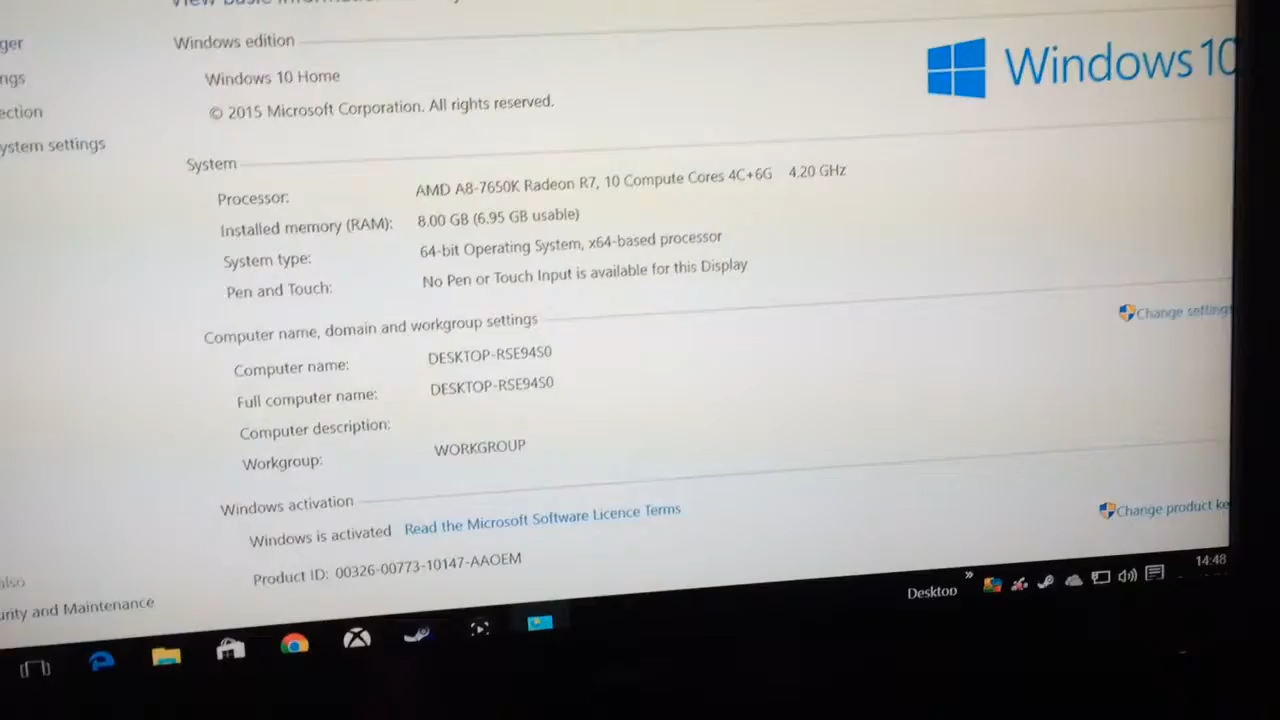 View basic
Windows edition
Windows 10 Home
© 2015 Microsoft Corporation. All rights reserved.
Windows 10
ger
ngs
ection
ystem settings
System
Processor: AMD A8-7650K Radeon R7, 10 Compute Cores 4C+6G 4.20 GHz
Installed memory (RAM): 8.00 GB (6.95 GB usable)
System type: 64-bit Operating System, x64-based processor
Pen and Touch: No Pen or Touch Input is available for this Display
Computer name, domain and workgroup settings
Change settings
Computer name: DESKTOP-RSE94S0
Full computer name: DESKTOP-RSE94S0
Computer description:
Workgroup: WORKGROUP
Windows activation
Windows is activated Read the Microsoft Software Licence Terms
Change product ke
Product ID: 00326-00773-10147-AAOEM
also
urity and Maintenance
Desktop
14:48